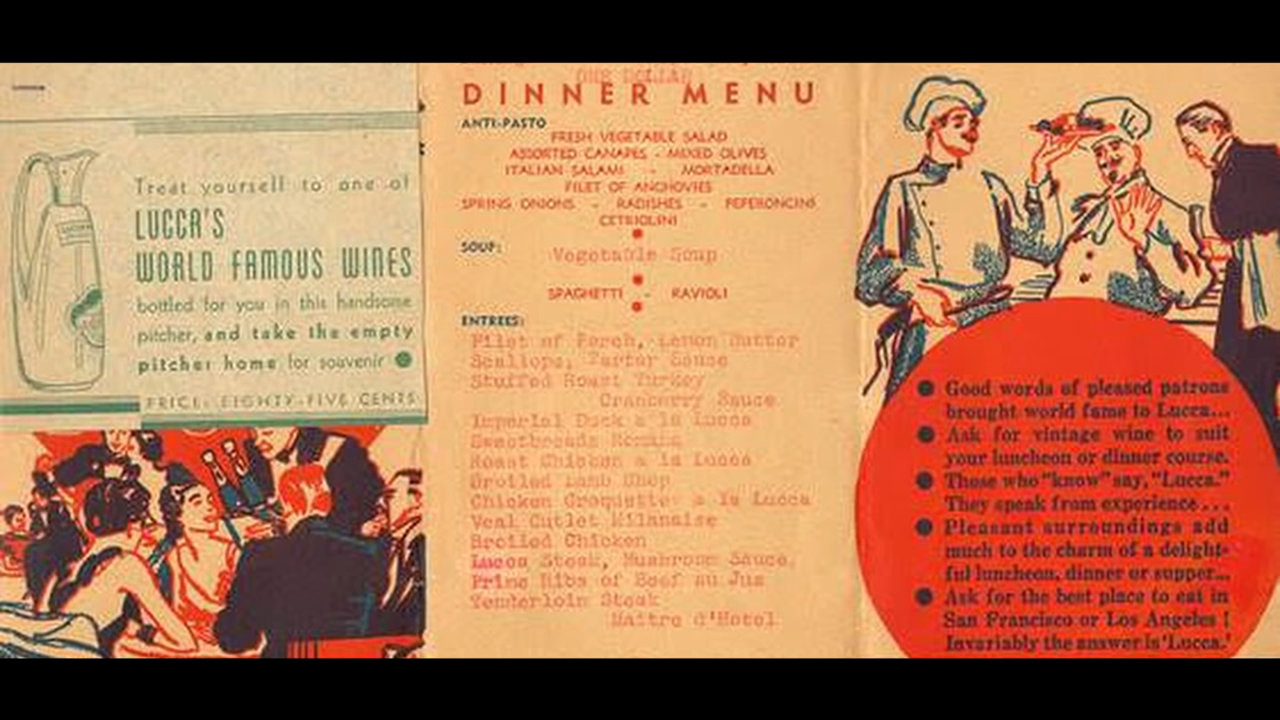 Treat yourself to one of
LUCCA'S
WORLD FAMOUS WINES
bottled for you in this handsome
pitcher, and take the empty
pitcher home for souvenir
PRICE: EIGHTY-FIVE CENTS
ONE DOLLAR
DINNER MENU
ANTI-PASTO
FRESH VEGETABLE SALAD
ASSORTED CANAPES - MIXED OLIVES
ITALIAN SALAMI - MORTADELLA
FILET OF ANCHOVIES
SPRING ONIONS - RADISHES - PEPERONCINI
CETRIOLINI
SOUP:
Vegetable Soup
SPAGHETTI - RAVIOLI
ENTREES:
Filet of Perch, Lemon Butter
Scallops, Tartar Sauce
Stuffed Roast Turkey
Cranberry Sauce
Imperial Duck a la Lucca
Sweetbreads Romana
Roast Chicken a la Lucca
Broiled Lamb Chop
Chicken Croquettes a la Lucca
Veal Cutlet Milanaise
Broiled Chicken
Lucca Steak, Mushroom Sauce,
Prime Ribs of Beef au Jus
Tenderloin Steak
Maitre d'Hotel
Good words of pleased patrons
brought world fame to Lucca...
Ask for vintage wine to suit
your luncheon or dinner course.
Those who "know" say, "Lucca."
They speak from experience...
Pleasant surroundings add
much to the charm of a delight-
ful luncheon, dinner or supper...
Ask for the best place to eat in
San Francisco or Los Angeles!
Invariably the answer is 'Lucca.'